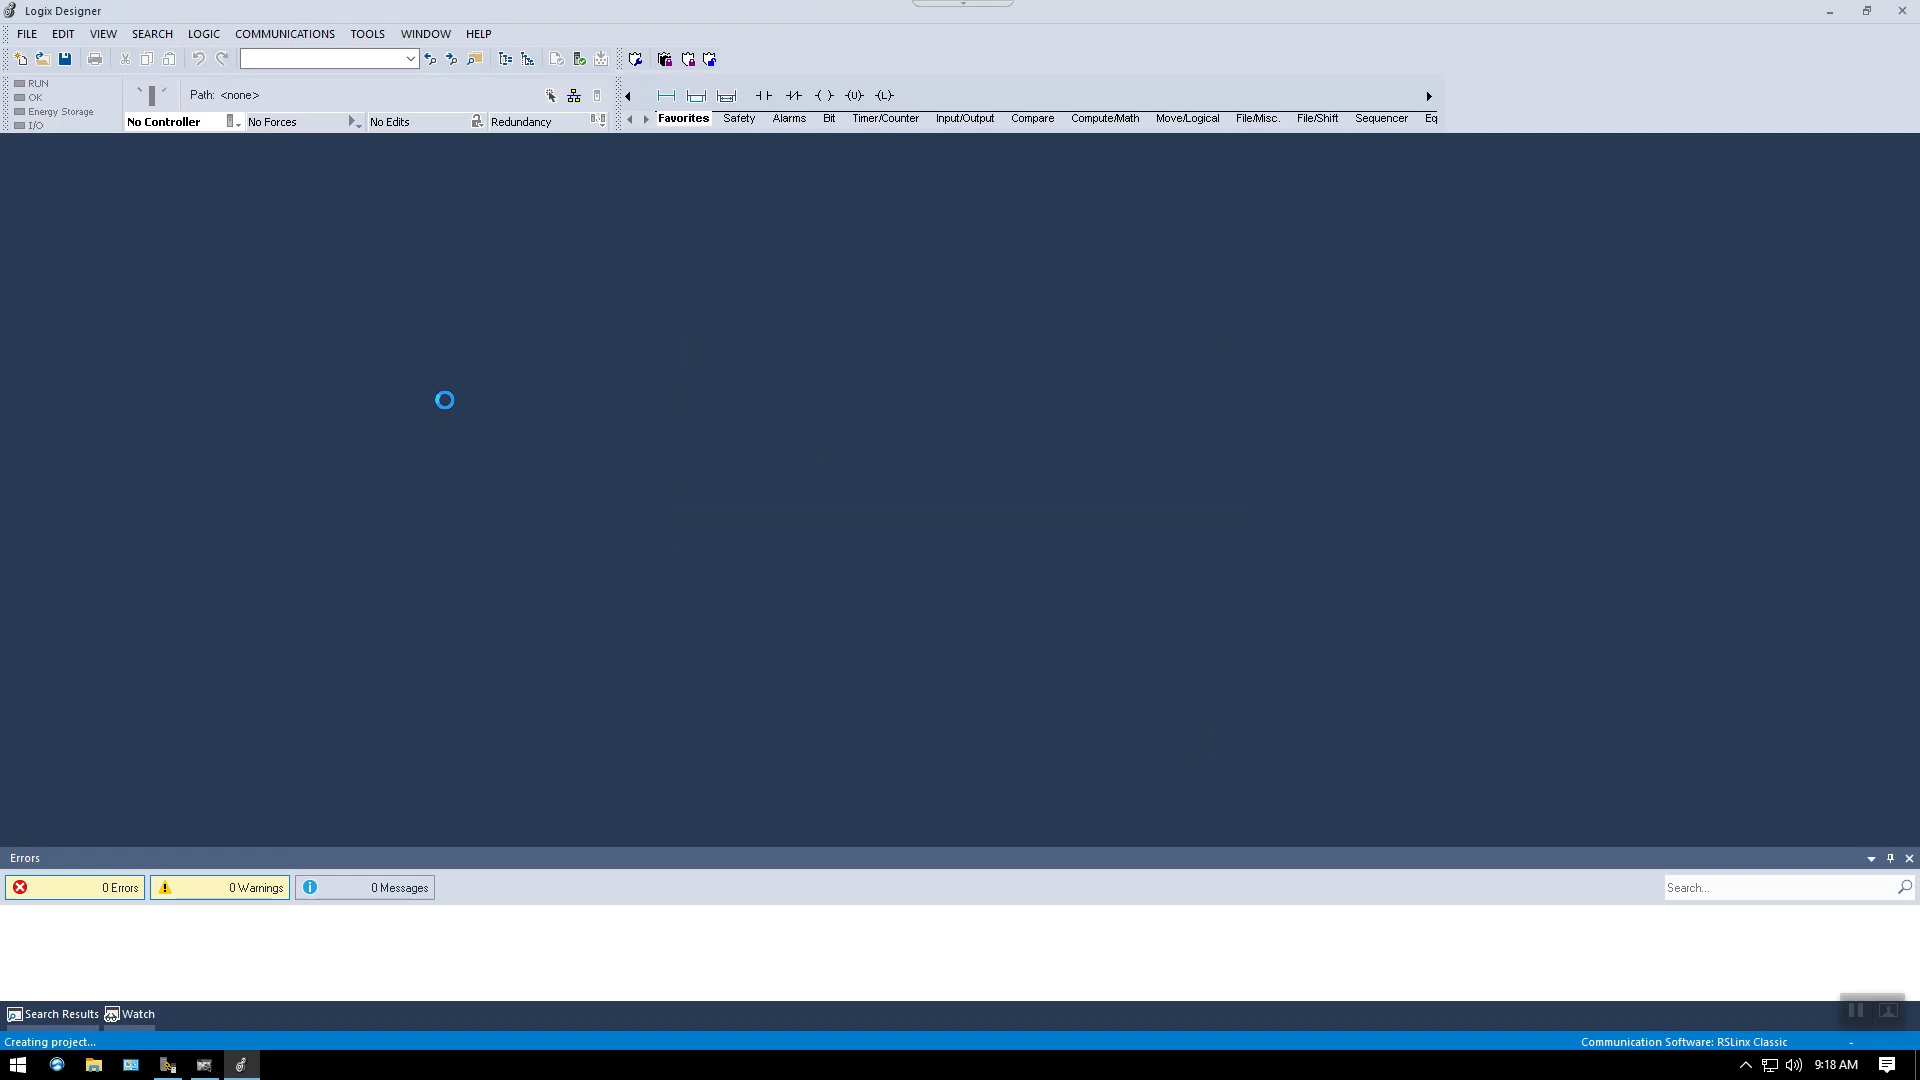 Logix Designer
FILE EDIT VIEW SEARCH LOGIC COMMUNICATIONS TOOLS WINDOW HELP
RUN
OK
Energy Storage
I/O
Path: <none>
No Controller No Forces No Edits Redundancy
Favorites Safety Alarms Bit Timer/Counter Input/Output Compare Compute/Math Move/Logical File/Misc. File/Shift Sequencer Eq
Errors
0 Errors 0 Warnings 0 Messages Search...
Search Results Watch
Creating project... Communication Software: RSLinx Classic -
9:18 AM